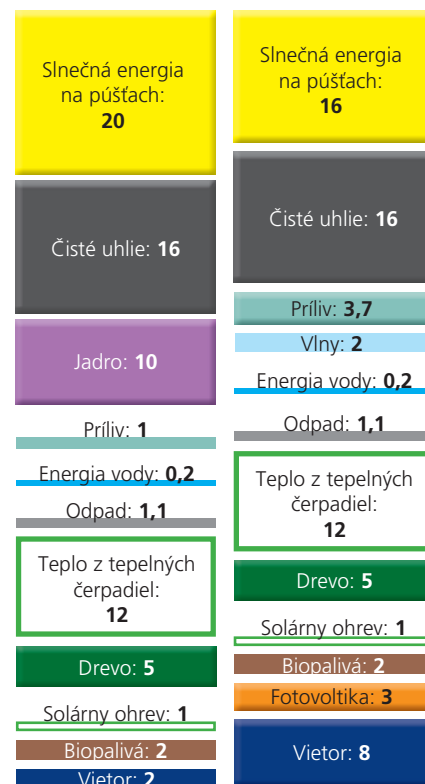 Slnečná energia
na púšťach:
20
Čisté uhlie: 16
Jadro: 10
Príliv: 1
Energia vody: 0,2
Odpad: 1,1
Teplo z tepelných
čerpadiel:
12
Drevo: 5
Solárny ohrev: 1
Biopalivá: 2
Vietor: 2
Slnečná energia
na púšťach:
16
Čisté uhlie: 16
Príliv: 3,7
Vlny: 2
Energia vody: 0,2
Odpad: 1,1
Teplo z tepelných
čerpadiel:
12
Drevo: 5
Solárny ohrev: 1
Biopalivá: 2
Fotovoltika: 3
Vietor: 8